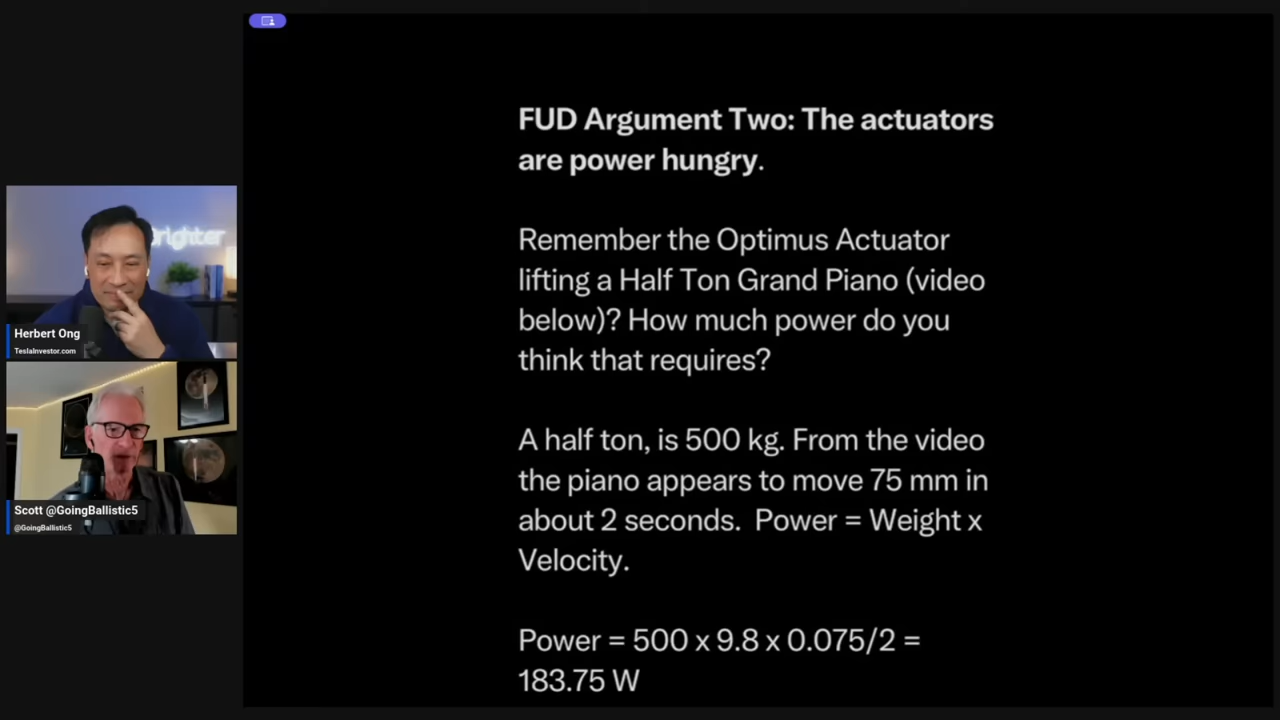 FUD Argument Two: The actuators
are power hungry.
Remember the Optimus Actuator
lifting a Half Ton Grand Piano (video
below)? How much power do you
think that requires?
A half ton, is 500 kg. From the video
the piano appears to move 75 mm in
about 2 seconds.  Power = Weight x
Velocity.
Power = 500 x 9.8 x 0.075/2 =
183.75 W
brighter
Herbert Ong
TeslaInvestor.com
Scott @GoingBallistic5
@GoingBallistic5